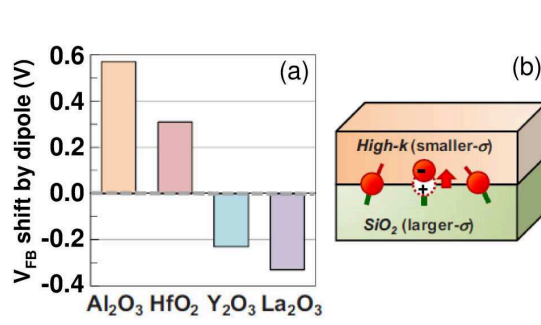 (a)
V_FB shift by dipole (V)
0.6
0.4
0.2
0.0
-0.2
-0.4
Al₂O₃ HfO₂ Y₂O₃ La₂O₃
(b)
High-k (smaller-σ)
-
+
SiO₂ (larger-σ)